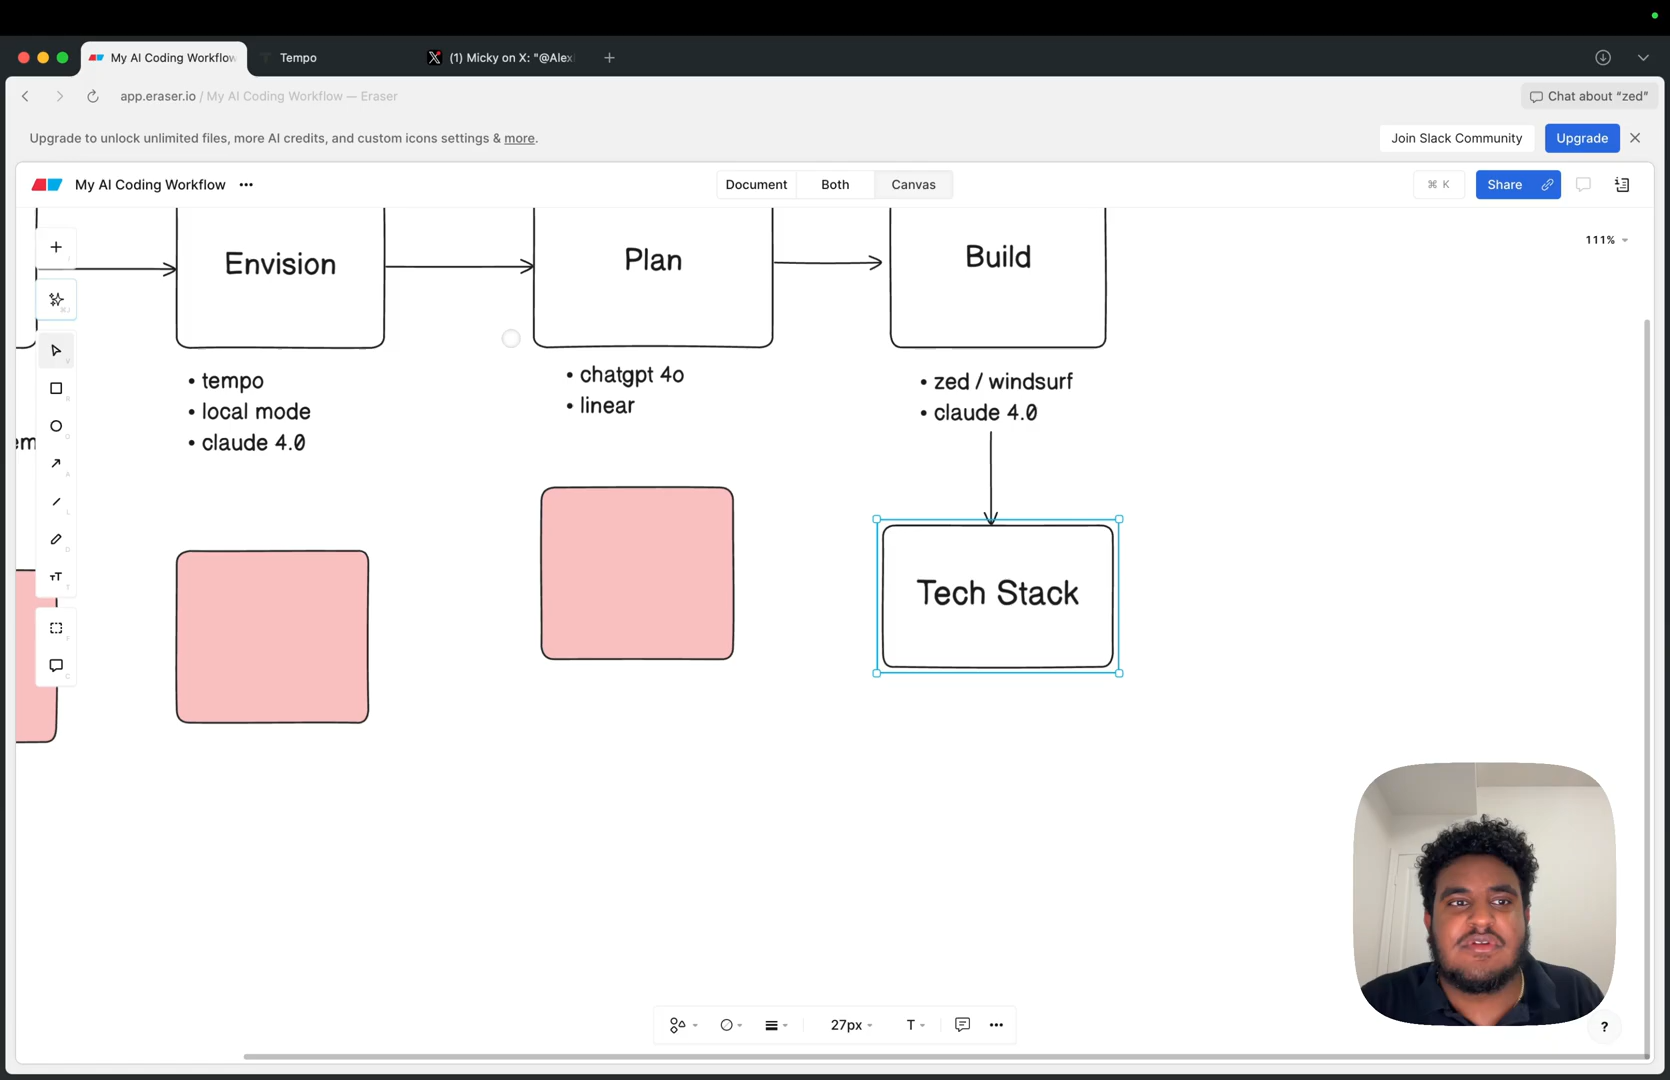 My AI Coding Workflow
Tempo
(1) Micky on X: "@Alex
app.eraser.io / My AI Coding Workflow — Eraser
Chat about “zed”
Upgrade to unlock unlimited files, more AI credits, and custom icons settings & more.
Join Slack Community
Upgrade
My AI Coding Workflow
Document
Both
Canvas
⌘ K
Share
111%
Envision
Plan
Build
• tempo
• local mode
• claude 4.0
• chatgpt 4o
• linear
• zed / windsurf
• claude 4.0
em
Tech Stack
27px
T
?